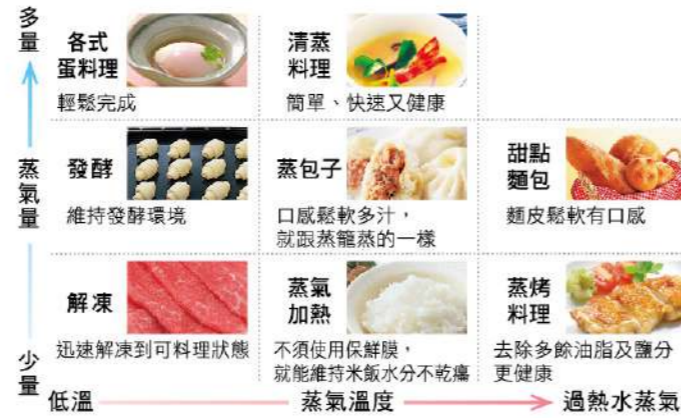 多量
各式
蛋料理
輕鬆完成
清蒸
料理
簡單、快速又健康
蒸氣量
發酵
維持發酵環境
蒸包子
口感鬆軟多汁，
就跟蒸籠蒸的一樣
甜點
麵包
麵皮鬆軟有口感
解凍
迅速解凍到可料理狀態
蒸氣
加熱
不須使用保鮮膜，
就能維持米飯水分不乾癟
蒸烤
料理
去除多餘油脂及鹽分
更健康
少量
低溫
蒸氣溫度
過熱水蒸氣